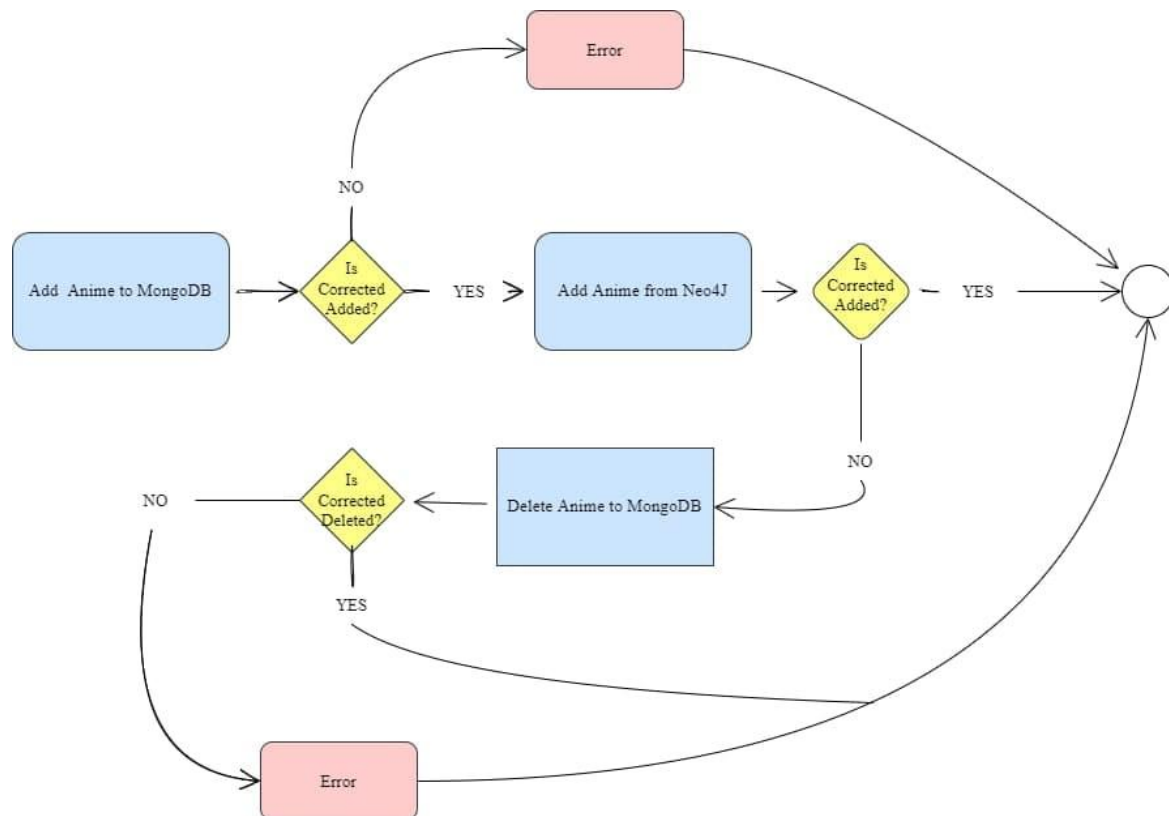 Error
NO
Add Anime to MongoDB
Is
Corrected
Added?
YES
Add Anime from Neo4J
Is
Corrected
Added?
YES
NO
Delete Anime to MongoDB
Is
Corrected
Deleted?
NO
YES
Error